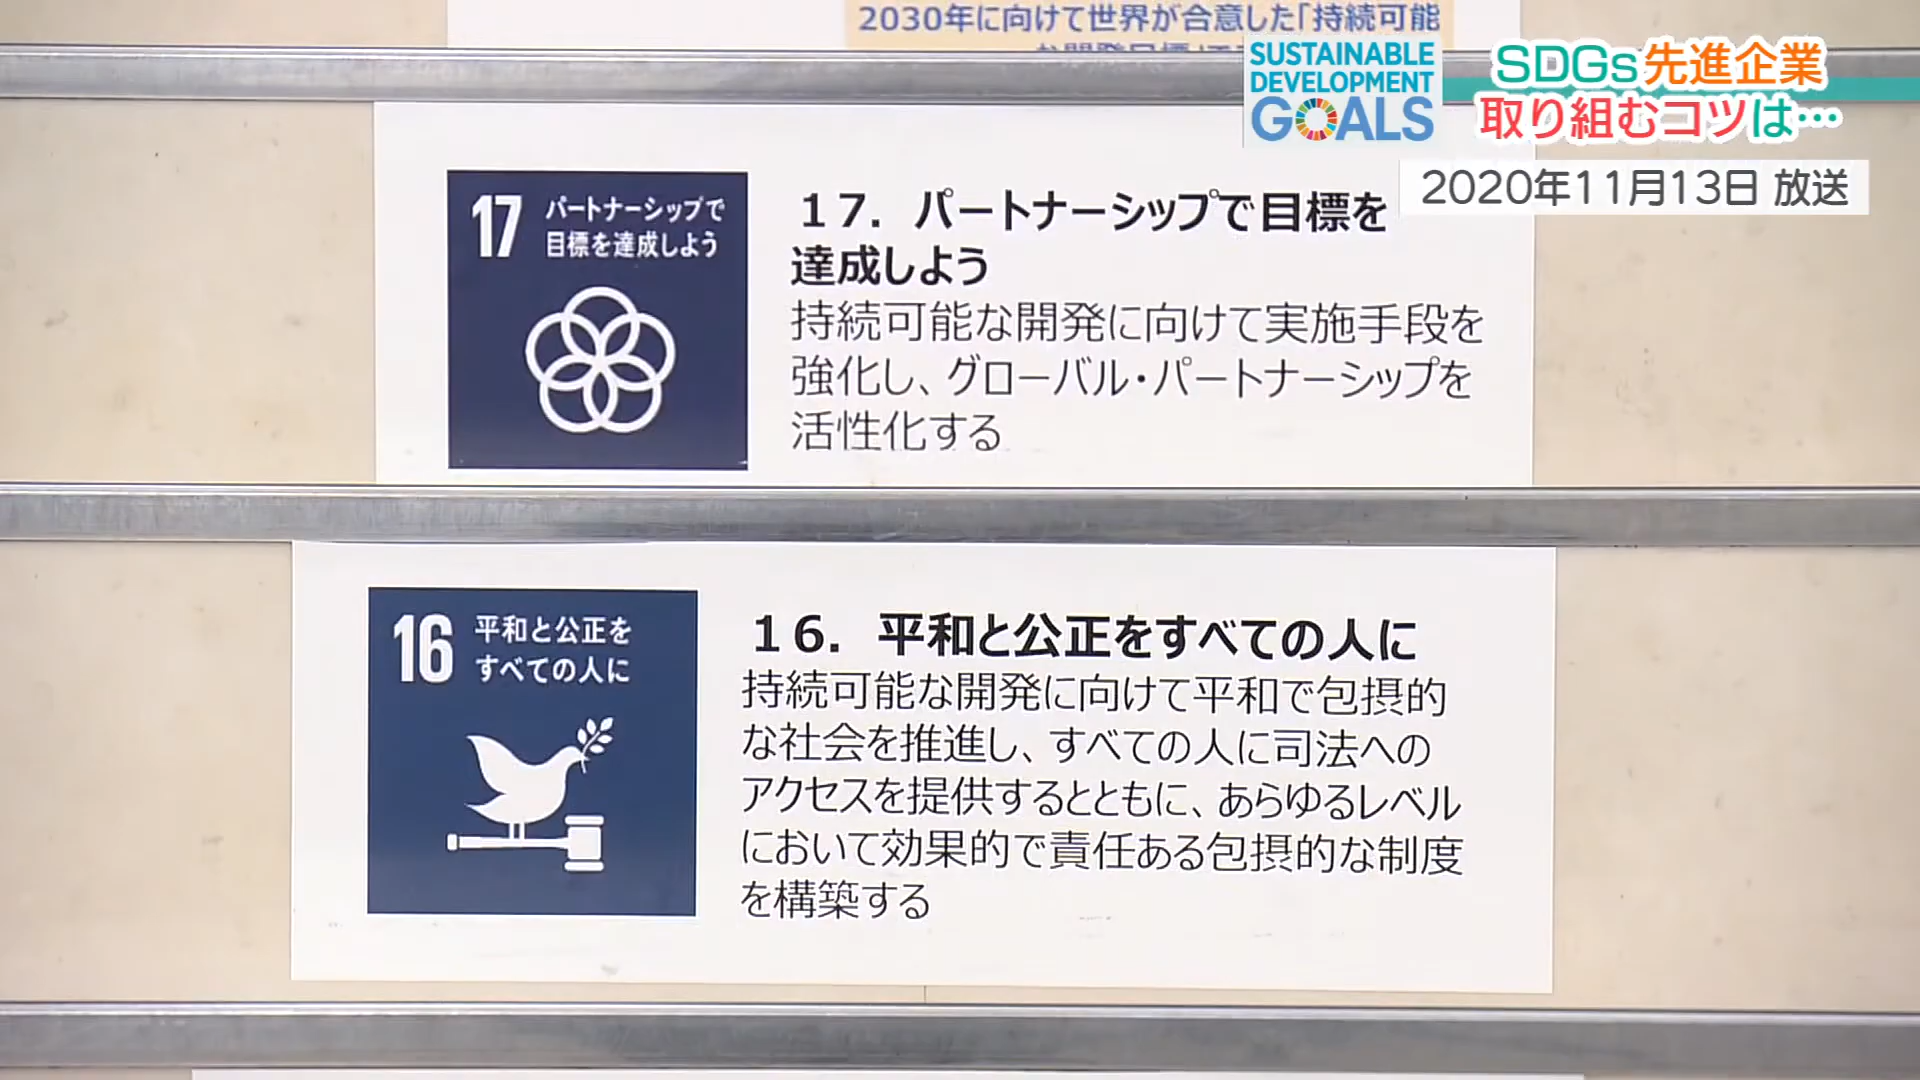 2030年に向けて世界が合意した「持続可能
SUSTAINABLE
DEVELOPMENT
GOALS
SDGs先進企業
取り組むコツは…
2020年11月13日 放送
17 パートナーシップで
目標を達成しよう
17. パートナーシップで目標を
達成しよう
持続可能な開発に向けて実施手段を
強化し、グローバル・パートナーシップを
活性化する
16 平和と公正を
すべての人に
16. 平和と公正をすべての人に
持続可能な開発に向けて平和で包摂的
な社会を推進し、すべての人に司法への
アクセスを提供するとともに、あらゆるレベル
において効果的で責任ある包摂的な制度
を構築する